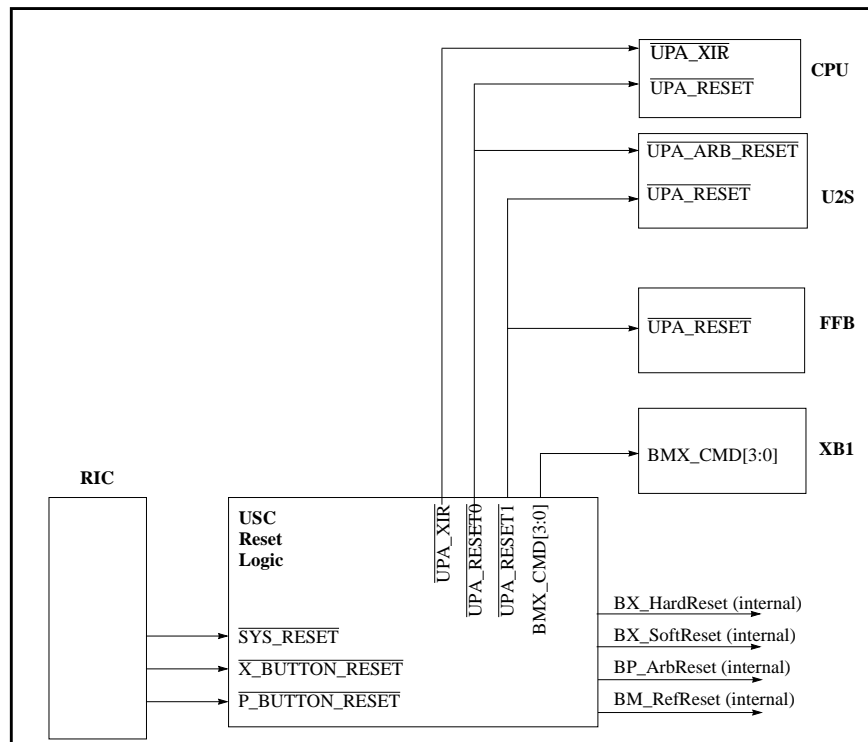 UPA_XIR
CPU
UPA_RESET
UPA_ARB_RESET
UPA_RESET
U2S
UPA_RESET
FFB
BMX_CMD[3:0]
XB1
RIC
USC
Reset
Logic
UPA_XIR
UPA_RESET0
UPA_RESET1
BMX_CMD[3:0]
SYS_RESET
X_BUTTON_RESET
P_BUTTON_RESET
BX_HardReset (internal)
BX_SoftReset (internal)
BP_ArbReset (internal)
BM_RefReset (internal)